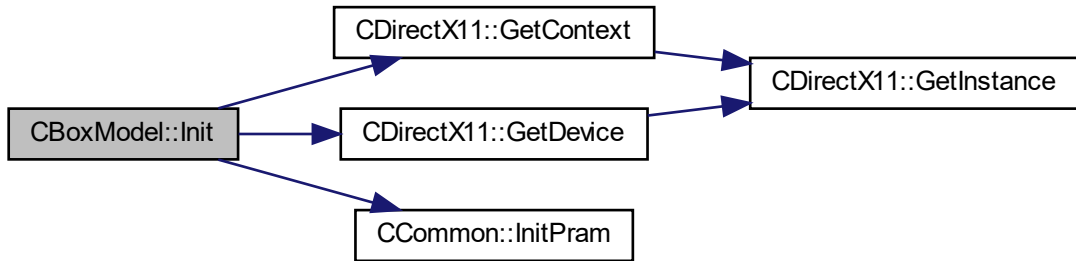 CBoxModel::Init
CDirectX11::GetContext
CDirectX11::GetDevice
CCommon::InitPram
CDirectX11::GetInstance